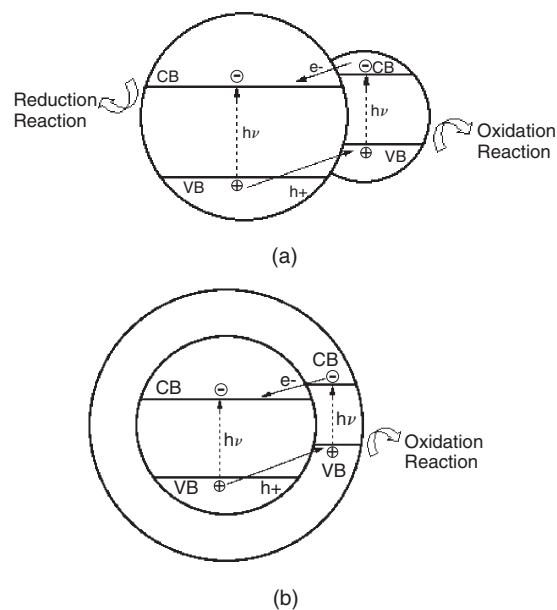 CB
e-
CB
Reduction
Reaction
hν
hν
Oxidation
Reaction
VB
VB
h+
(a)
CB
CB
e-
hν
hν
Oxidation
Reaction
VB
VB
h+
(b)